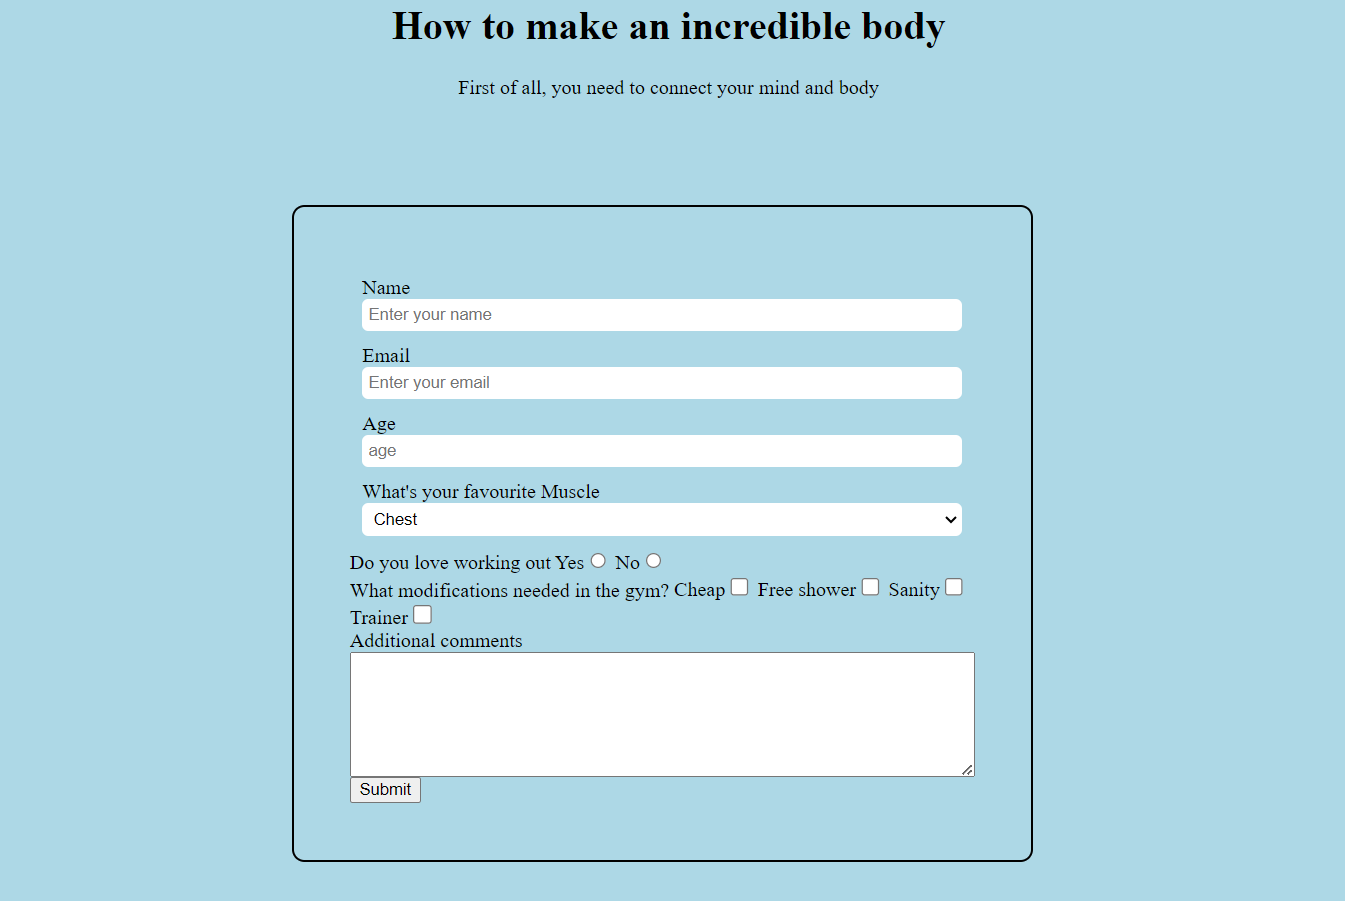 How to make an incredible body
First of all, you need to connect your mind and body
Name
Enter your name
Email
Enter your email
Age
age
What's your favourite Muscle
Chest
Do you love working out Yes No
What modifications needed in the gym? Cheap Free shower Sanity
Trainer
Additional comments
Submit